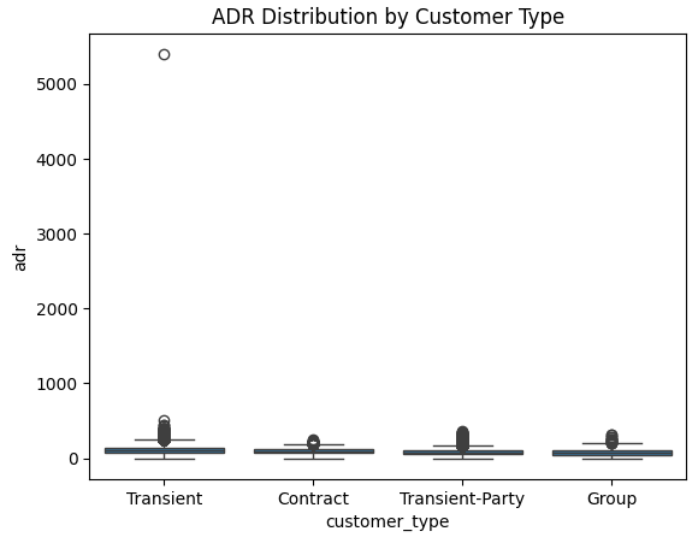 ADR Distribution by Customer Type
5000
4000
3000
2000
1000
0
adr
Transient Contract Transient-Party Group
customer_type